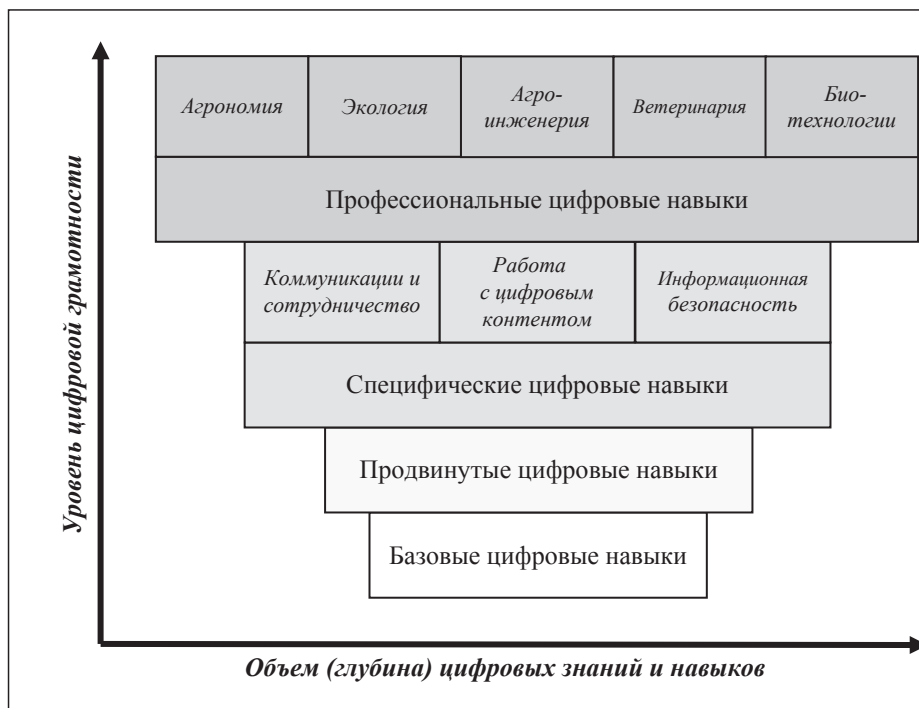 Уровень цифровой грамотности
Агрономия
Экология
Агро-
инженерия
Ветеринария
Био-
технологии
Профессиональные цифровые навыки
Коммуникации и
сотрудничество
Работа
с цифровым
контентом
Информационная
безопасность
Специфические цифровые навыки
Продвинутые цифровые навыки
Базовые цифровые навыки
Объем (глубина) цифровых знаний и навыков